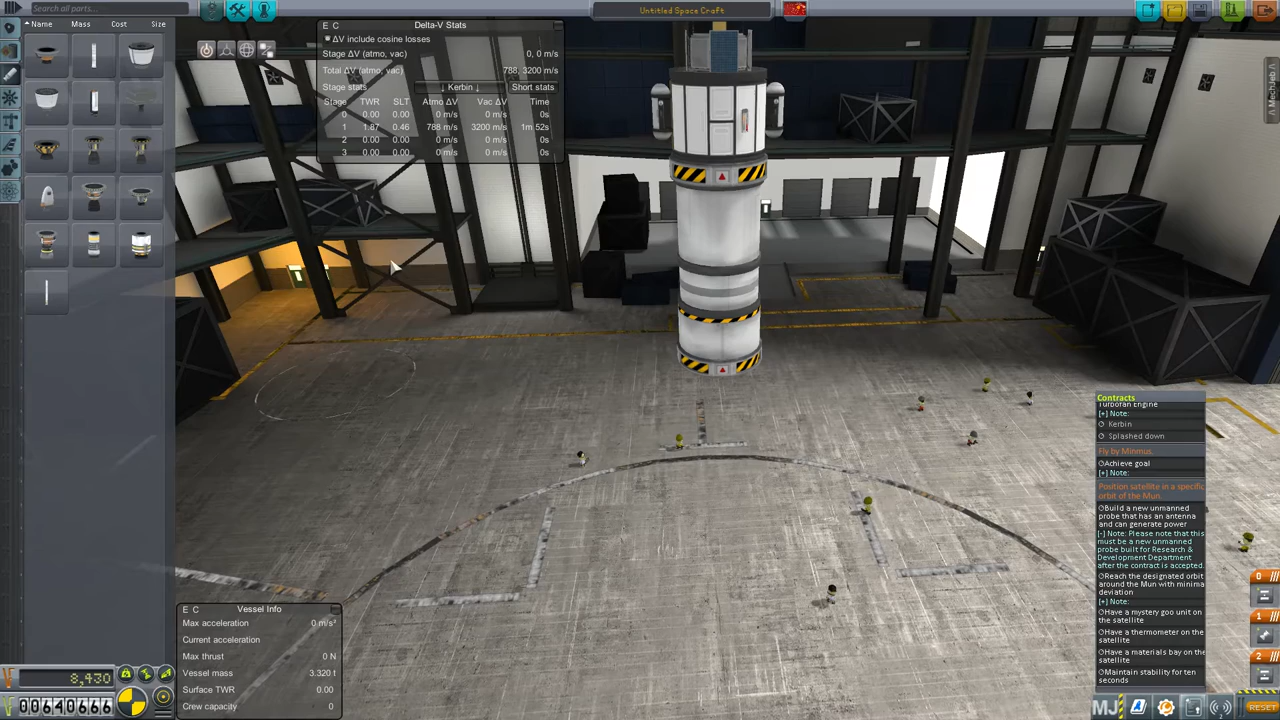 Search all parts...
Untitled Space Craft
Name Mass Cost Size
E C Delta-V Stats
ΔV include cosine losses
Stage ΔV (atmo, vac) 0, 0 m/s
Total ΔV (atmo, vac) 788, 3200 m/s
Stage stats ↓ Kerbin ↓ Short stats
Stage TWR SLT Atmo ΔV Vac ΔV Time
0 0.00 0.00 0 m/s 0 m/s 0s
1 1.87 0.46 788 m/s 3200 m/s 1m 52s
2 0.00 0.00 0 m/s 0 m/s 0s
3 0.00 0.00 0 m/s 0 m/s 0s
MechJeb
Contracts
Turbofan Engine
[+] Note:
Kerbin
Splashed down
Fly by Minmus.
Achieve goal
[+] Note:
Position satellite in a specific
orbit of the Mun.
Build a new unmanned
probe that has an antenna
and can generate power
[-] Note: Please note that this
must be a new unmanned
probe built for Research &
Development Department
after the contract is accepted.
Reach the designated orbit
around the Mun with minimal
deviation
[+] Note:
Have a mystery goo unit on
the satellite
Have a thermometer on the
satellite
Have a materials bay on the
satellite
Maintain stability for ten
seconds
0
1
2
E C Vessel Info
Max acceleration 0 m/s²
Current acceleration
Max thrust 0 N
Vessel mass 3.320 t
Surface TWR 0.00
Crew capacity 0
8,430
00640666
MJ
RESET